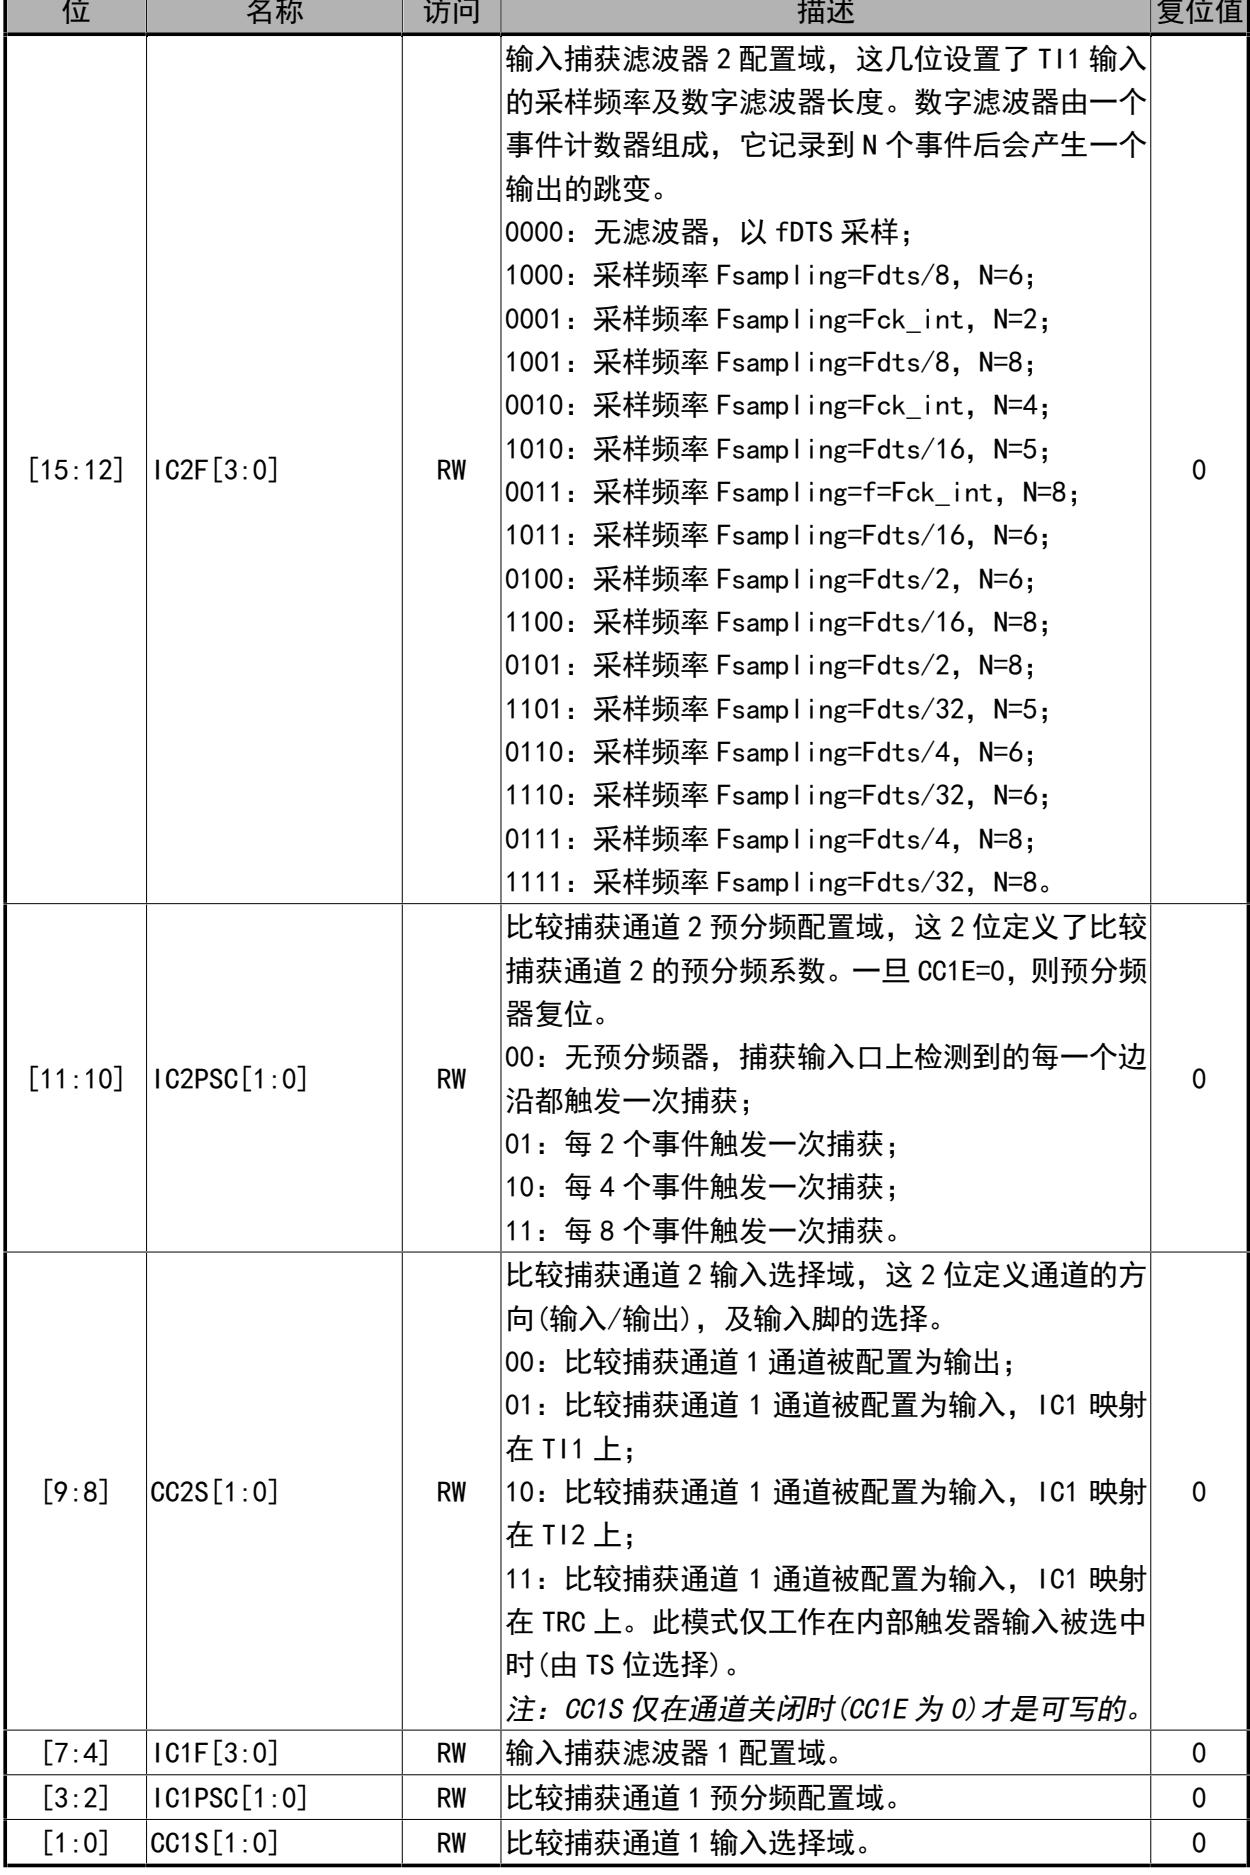 位 名称 访问 描述 复位值
[15:12] IC2F[3:0] RW 0
输入捕获滤波器 2 配置域，这几位设置了 TI1 输入
的采样频率及数字滤波器长度。数字滤波器由一个
事件计数器组成，它记录到 N 个事件后会产生一个
输出的跳变。
0000：无滤波器，以 fDTS 采样；
1000：采样频率 Fsampling=Fdts/8，N=6；
0001：采样频率 Fsampling=Fck_int，N=2；
1001：采样频率 Fsampling=Fdts/8，N=8；
0010：采样频率 Fsampling=Fck_int，N=4；
1010：采样频率 Fsampling=Fdts/16，N=5；
0011：采样频率 Fsampling=f=Fck_int，N=8；
1011：采样频率 Fsampling=Fdts/16，N=6；
0100：采样频率 Fsampling=Fdts/2，N=6；
1100：采样频率 Fsampling=Fdts/16，N=8；
0101：采样频率 Fsampling=Fdts/2，N=8；
1101：采样频率 Fsampling=Fdts/32，N=5；
0110：采样频率 Fsampling=Fdts/4，N=6；
1110：采样频率 Fsampling=Fdts/32，N=6；
0111：采样频率 Fsampling=Fdts/4，N=8；
1111：采样频率 Fsampling=Fdts/32，N=8。
[11:10] IC2PSC[1:0] RW 0
比较捕获通道 2 预分频配置域，这 2 位定义了比较
捕获通道 2 的预分频系数。一旦 CC1E=0，则预分频
器复位。
00：无预分频器，捕获输入口上检测到的每一个边
沿都触发一次捕获；
01：每 2 个事件触发一次捕获；
10：每 4 个事件触发一次捕获；
11：每 8 个事件触发一次捕获。
[9:8] CC2S[1:0] RW 0
比较捕获通道 2 输入选择域，这 2 位定义通道的方
向(输入/输出)，及输入脚的选择。
00：比较捕获通道 1 通道被配置为输出；
01：比较捕获通道 1 通道被配置为输入，IC1 映射
在 TI1 上；
10：比较捕获通道 1 通道被配置为输入，IC1 映射
在 TI2 上；
11：比较捕获通道 1 通道被配置为输入，IC1 映射
在 TRC 上。此模式仅工作在内部触发器输入被选中
时(由 TS 位选择)。
注：CC1S 仅在通道关闭时(CC1E 为 0)才是可写的。
[7:4] IC1F[3:0] RW 输入捕获滤波器 1 配置域。 0
[3:2] IC1PSC[1:0] RW 比较捕获通道 1 预分频配置域。 0
[1:0] CC1S[1:0] RW 比较捕获通道 1 输入选择域。 0